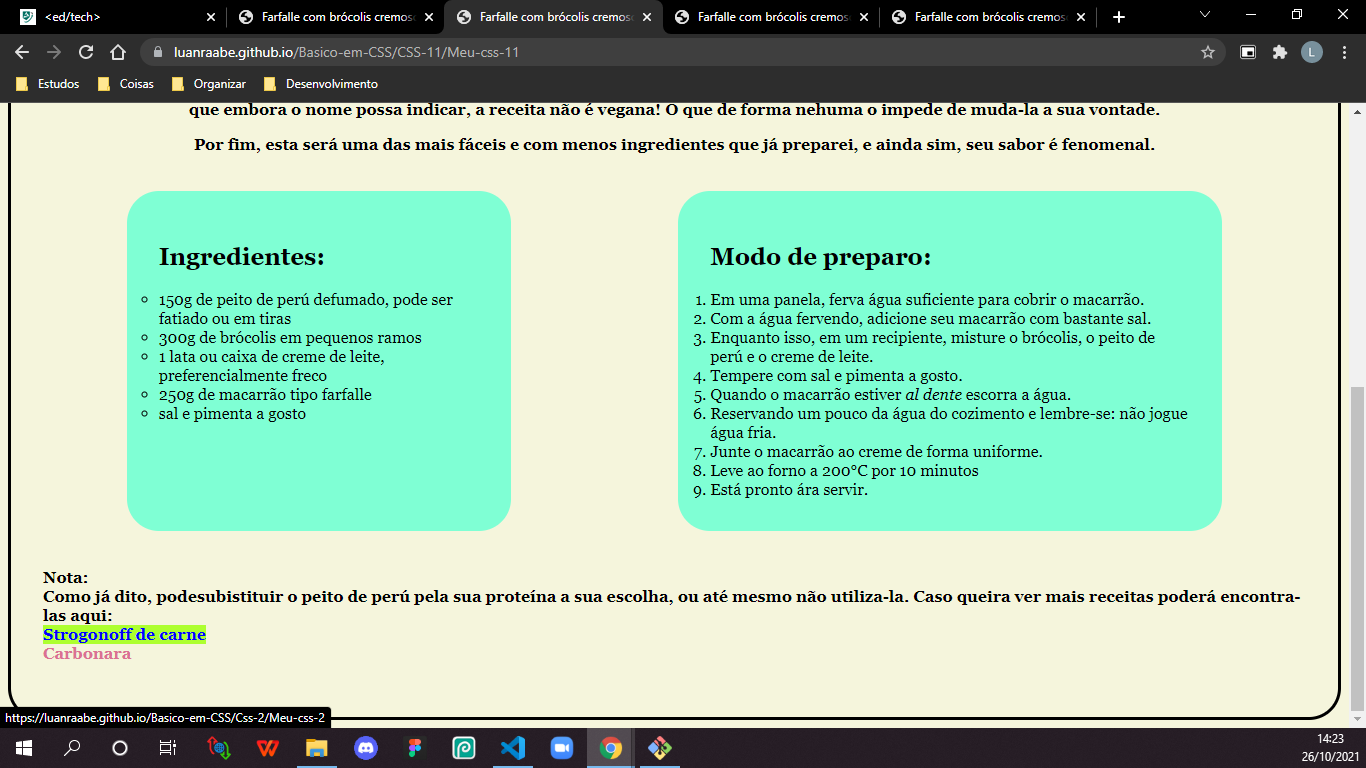 <ed/tech>
Farfalle com brócolis cremoso
Farfalle com brócolis cremoso
Farfalle com brócolis cremoso
Farfalle com brócolis cremoso
luanraabe.github.io/Basico-em-CSS/CSS-11/Meu-css-11
L
Estudos
Coisas
Organizar
Desenvolvimento
que embora o nome possa indicar, a receita não é vegana! O que de forma nehuma o impede de muda-la a sua vontade.
Por fim, esta será uma das mais fáceis e com menos ingredientes que já preparei, e ainda sim, seu sabor é fenomenal.
Ingredientes:
150g de peito de perú defumado, pode ser
fatiado ou em tiras
300g de brócolis em pequenos ramos
1 lata ou caixa de creme de leite,
preferencialmente freco
250g de macarrão tipo farfalle
sal e pimenta a gosto
Modo de preparo:
1. Em uma panela, ferva água suficiente para cobrir o macarrão.
2. Com a água fervendo, adicione seu macarrão com bastante sal.
3. Enquanto isso, em um recipiente, misture o brócolis, o peito de
perú e o creme de leite.
4. Tempere com sal e pimenta a gosto.
5. Quando o macarrão estiver al dente escorra a água.
6. Reservando um pouco da água do cozimento e lembre-se: não jogue
água fria.
7. Junte o macarrão ao creme de forma uniforme.
8. Leve ao forno a 200°C por 10 minutos
9. Está pronto ára servir.
Nota:
Como já dito, podesubistituir o peito de perú pela sua proteína a sua escolha, ou até mesmo não utiliza-la. Caso queira ver mais receitas poderá encontra-
las aqui:
Strogonoff de carne
Carbonara
https://luanraabe.github.io/Basico-em-CSS/Css-2/Meu-css-2
14:23
26/10/2021